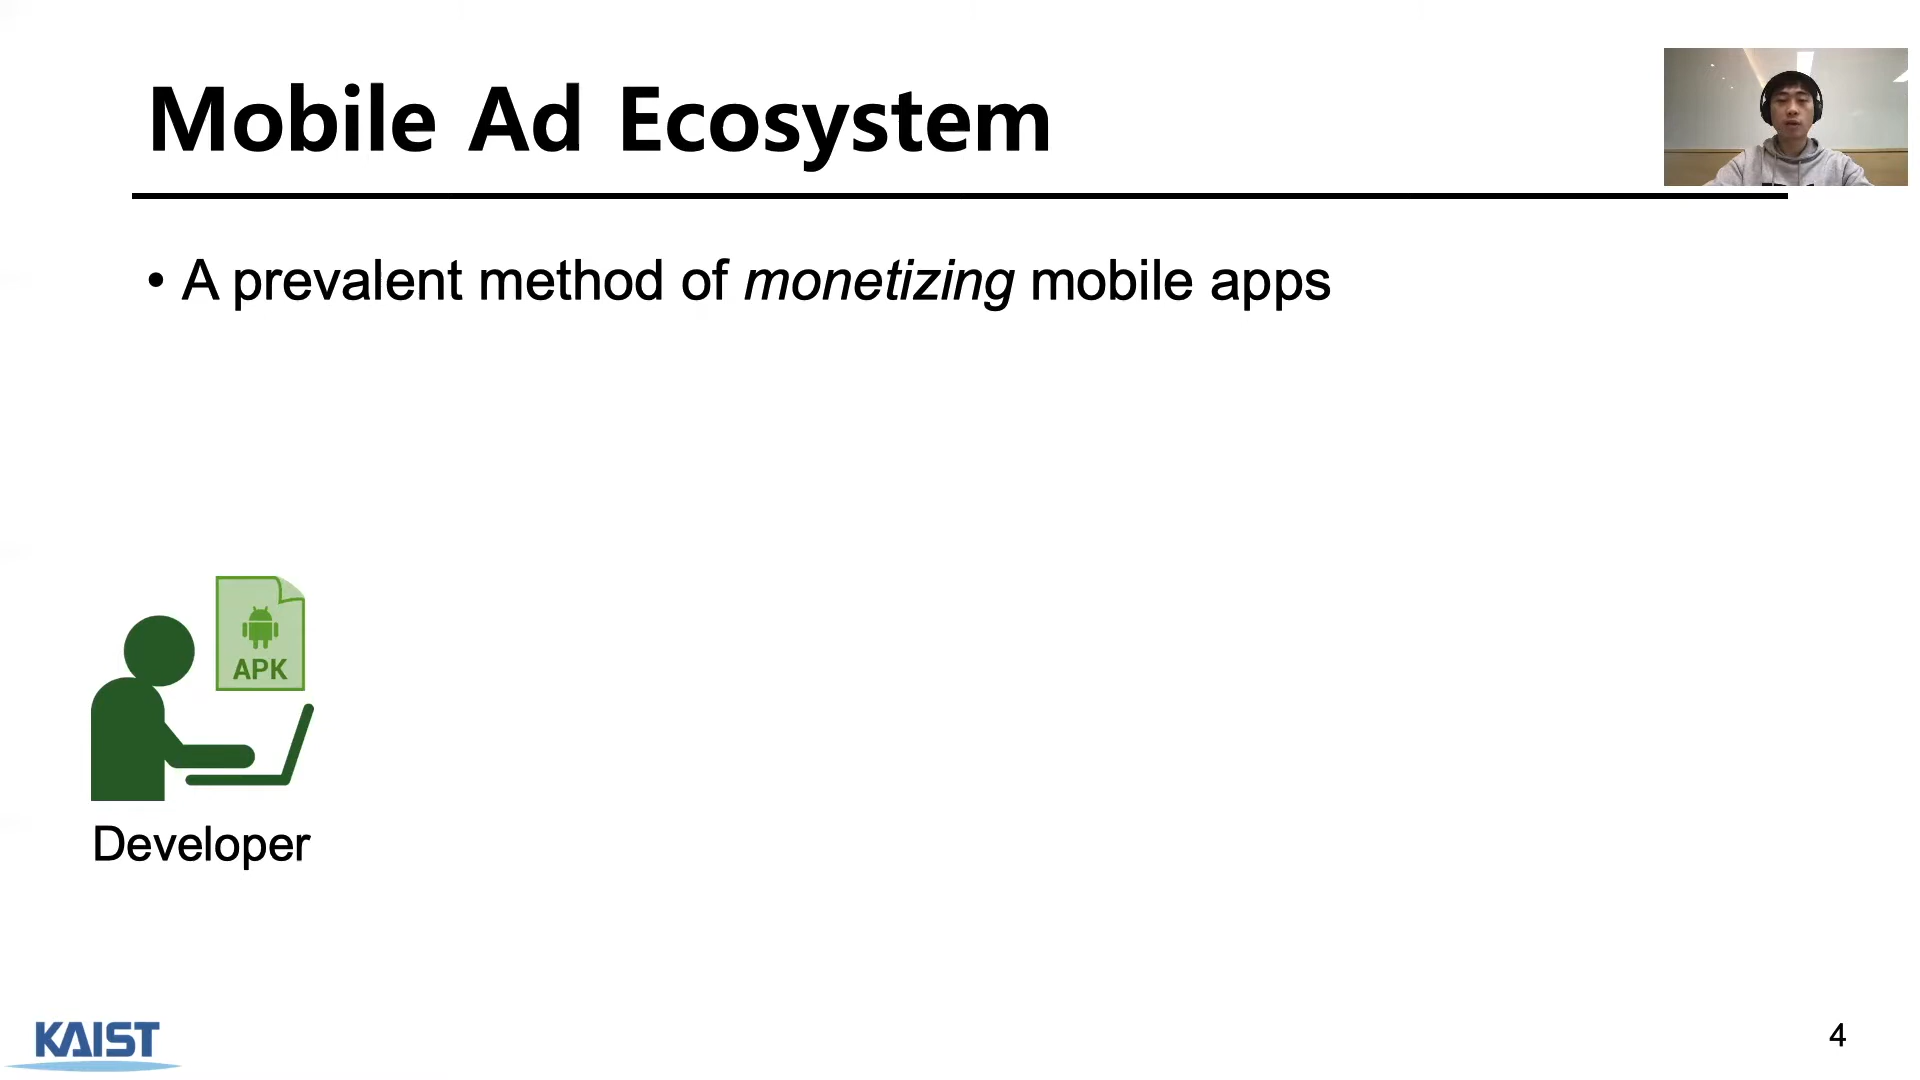 Mobile Ad Ecosystem
• A prevalent method of monetizing mobile apps
APK
Developer
KAIST
4